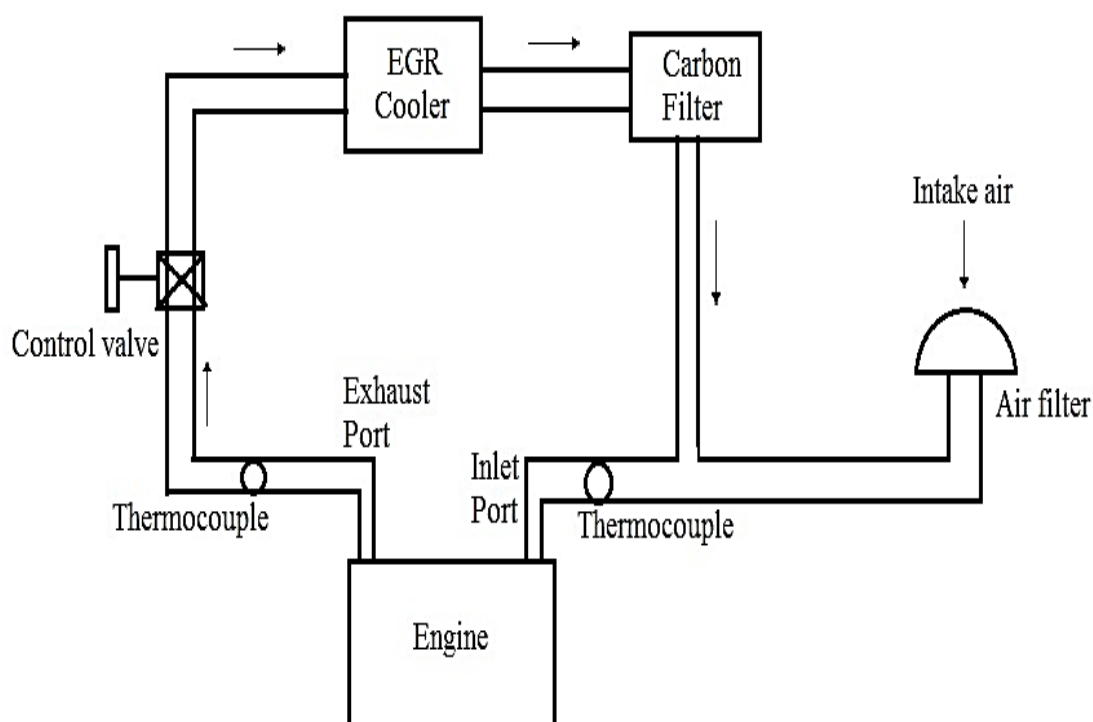 EGR
Cooler
Carbon
Filter
Intake air
Control valve
Exhaust
Port
Air filter
Inlet
Port
Thermocouple
Thermocouple
Engine